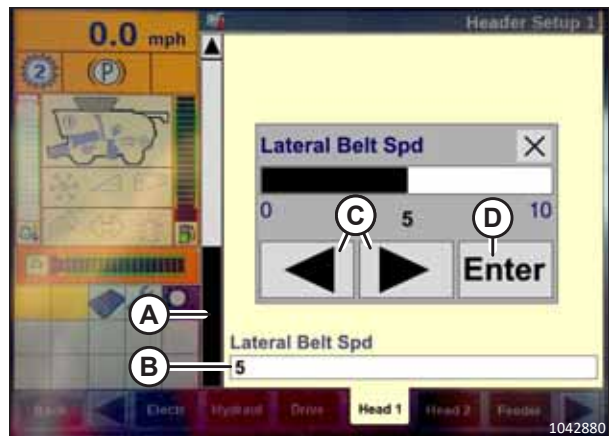 0.0 mph
Header Setup 1
2
P
Lateral Belt Spd
0
5
10
C
D
Enter
A
Lateral Belt Spd
B
5
Back
Electr
Hydraul
Drive
Head 1
Head 2
Feeder
1042880